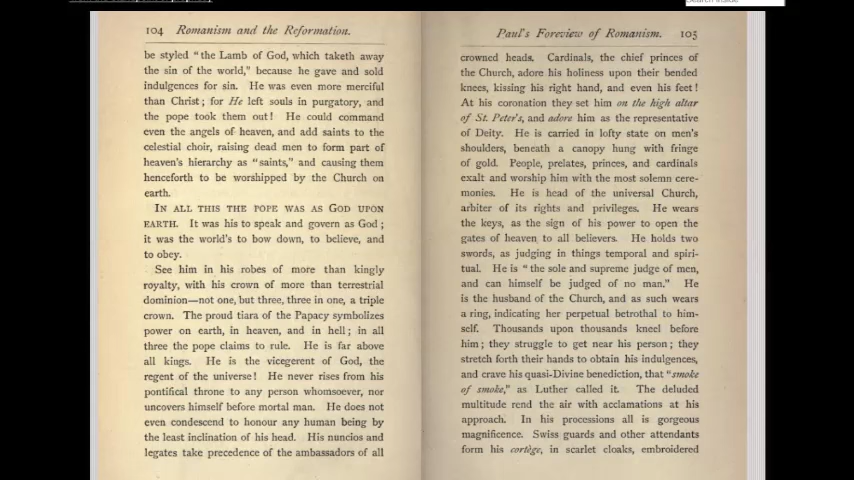 104 Romanism and the Reformation.
be styled "the Lamb of God, which taketh away
the sin of the world," because he gave and sold
indulgences for sin. He was even more merciful
than Christ; for He left souls in purgatory, and
the pope took them out! He could command
even the angels of heaven, and add saints to the
celestial choir, raising dead men to form part of
heaven's hierarchy as "saints," and causing them
henceforth to be worshipped by the Church on
earth.
IN ALL THIS THE POPE WAS AS GOD UPON
EARTH. It was his to speak and govern as God;
it was the world's to bow down, to believe, and
to obey.
See him in his robes of more than kingly
royalty, with his crown of more than terrestrial
dominion—not one, but three, three in one, a triple
crown. The proud tiara of the Papacy symbolizes
power on earth, in heaven, and in hell; in all
three the pope claims to rule. He is far above
all kings. He is the vicegerent of God, the
regent of the universe! He never rises from his
pontifical throne to any person whomsoever, nor
uncovers himself before mortal man. He does not
even condescend to honour any human being by
the least inclination of his head. His nuncios and
legates take precedence of the ambassadors of all
Paul's Foreview of Romanism. 105
crowned heads. Cardinals, the chief princes of
the Church, adore his holiness upon their bended
knees, kissing his right hand, and even his feet!
At his coronation they set him on the high altar
of St. Peter's, and adore him as the representative
of Deity. He is carried in lofty state on men's
shoulders, beneath a canopy hung with fringe
of gold. People, prelates, princes, and cardinals
exalt and worship him with the most solemn cere-
monies. He is head of the universal Church,
arbiter of its rights and privileges. He wears
the keys, as the sign of his power to open the
gates of heaven to all believers. He holds two
swords, as judging in things temporal and spiri-
tual. He is "the sole and supreme judge of men,
and can himself be judged of no man." He
is the husband of the Church, and as such wears
a ring, indicating her perpetual betrothal to him-
self. Thousands upon thousands kneel before
him; they struggle to get near his person; they
stretch forth their hands to obtain his indulgences,
and crave his quasi-Divine benediction, that "smoke
of smoke," as Luther called it. The deluded
multitude rend the air with acclamations at his
approach. In his processions all is gorgeous
magnificence. Swiss guards and other attendants
form his cortège, in scarlet cloaks, embroidered